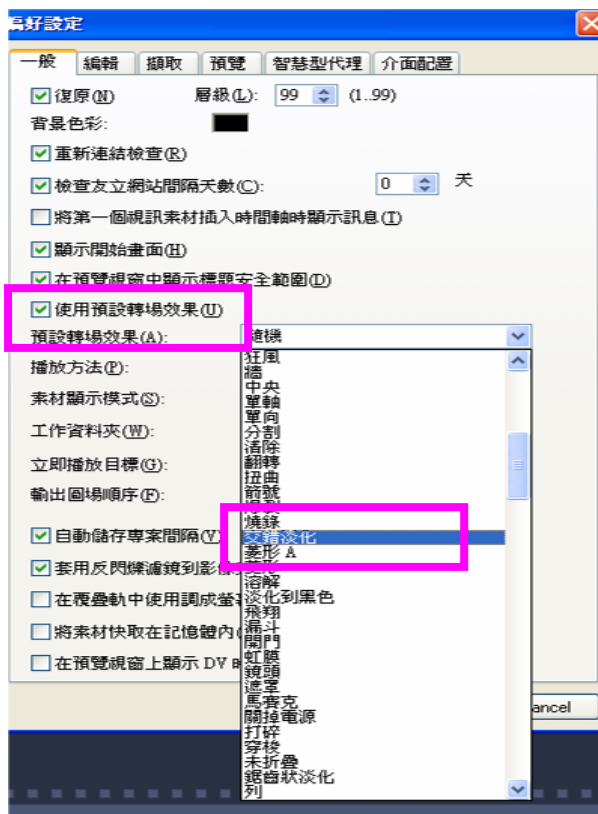 偏好設定
一般 編輯 擷取 預覽 智慧型代理 介面配置
復原(N) 層級(L): 99 (1..99)
背景色彩:
重新連結檢查(R)
檢查友立網站間隔天數(C): 0 天
將第一個視訊素材插入時間軸時顯示訊息(I)
顯示開始畫面(H)
在預覽視窗中顯示標題安全範圍(D)
使用預設轉場效果(U)
預設轉場效果(A): 隨機
播放方法(P):
素材顯示模式(S):
工作資料夾(W):
立即播放目標(G):
輸出圖場順序(F):
自動儲存專案間隔(V)
套用反閃爍濾鏡到影像
在覆疊軌中使用調成螢
將素材快取在記憶體內(
在預覽視窗上顯示 DV 時
狂風
牆
中央
單軸
單向
分割
清除
翻轉
扭曲
箭號
燒錄
交錯淡化
菱形 A
菱形
溶解
淡化到黑色
飛翔
漏斗
開門
虹膜
鏡頭
遮罩
馬賽克
關掉電源
打碎
穿梭
未折疊
鋸齒狀淡化
列
ancel